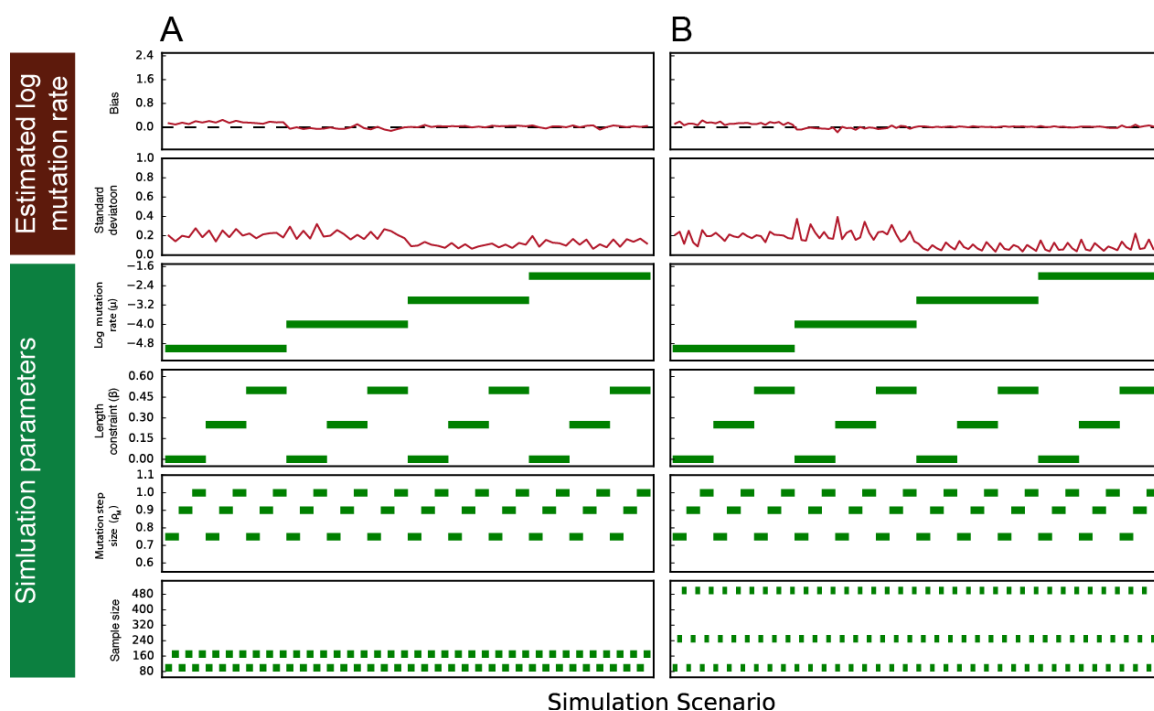 A
B
Estimated log
mutation rate
Bias
2.4
1.6
0.8
0.0
Standard
deviatoon
1.0
0.8
0.6
0.4
0.2
0.0
Simluation parameters
Log mutation
rate (μ)
−1.6
−2.4
−3.2
−4.0
−4.8
Length
constraint (β)
0.60
0.45
0.30
0.15
0.00
Mutation step
size
1.1
1.0
0.9
0.8
0.7
0.6
Sample size
480
400
320
240
160
80
Simulation Scenario